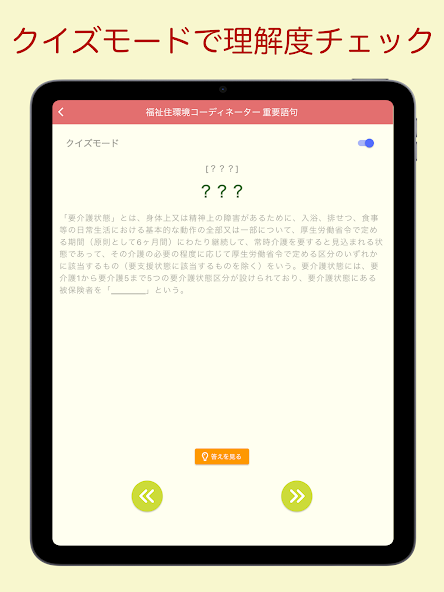 クイズモードで理解度チェック
福祉住環境コーディネーター 重要語句
クイズモード
[？？？]
？？？
「要介護状態」とは、身体上又は精神上の障害があるために、入浴、排せつ、食事
等の日常生活における基本的な動作の全部又は一部について、厚生労働省令で定め
る期間（原則として6ヶ月間）にわたり継続して、常時介護を要すると見込まれる状
態であって、その介護の必要の程度に応じて厚生労働省令で定める区分のいずれか
に該当するもの（要支援状態に該当するものを除く）をいう。要介護状態には、要
介護1から要介護5まで5つの要介護状態区分が設けられており、要介護状態にある
被保険者を「________」という。
答えを見る